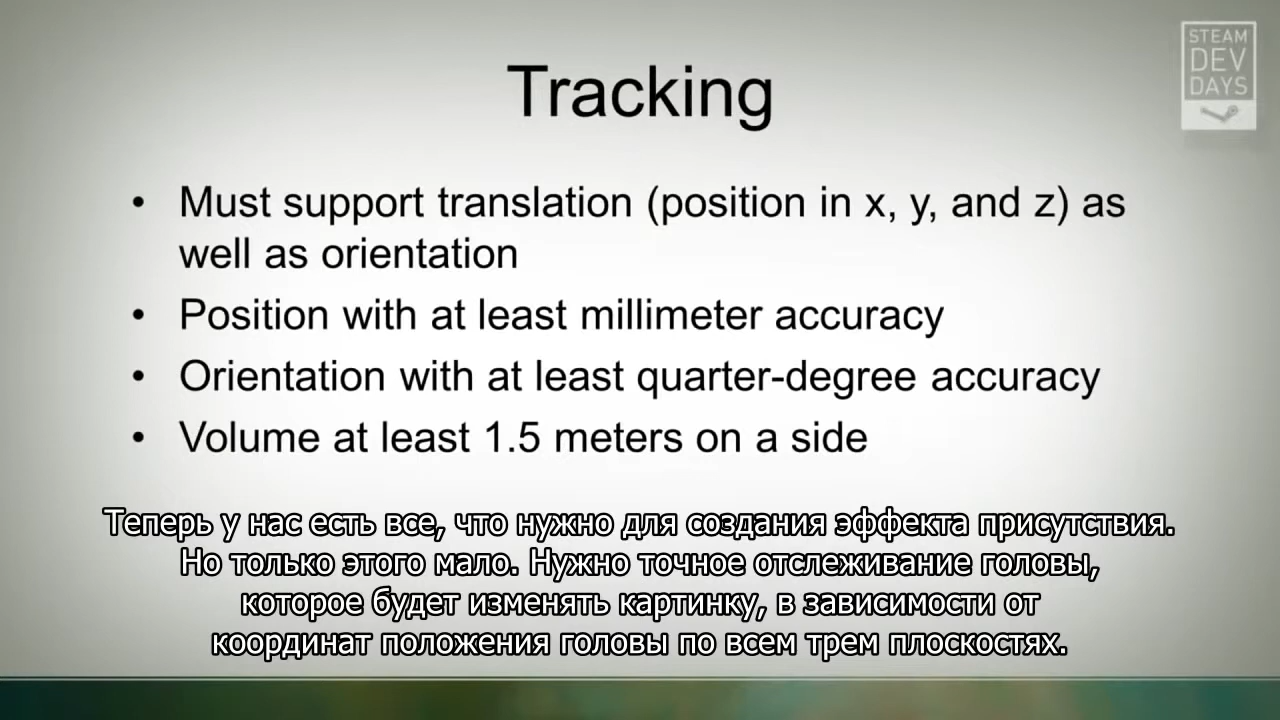 STEAM
DEV
DAYS
Tracking
• Must support translation (position in x, y, and z) as
well as orientation
• Position with at least millimeter accuracy
• Orientation with at least quarter-degree accuracy
• Volume at least 1.5 meters on a side
Теперь у нас есть все, что нужно для создания эффекта присутствия.
Но только этого мало. Нужно точное отслеживание головы,
которое будет изменять картинку, в зависимости от
координат положения головы по всем трем плоскостях.